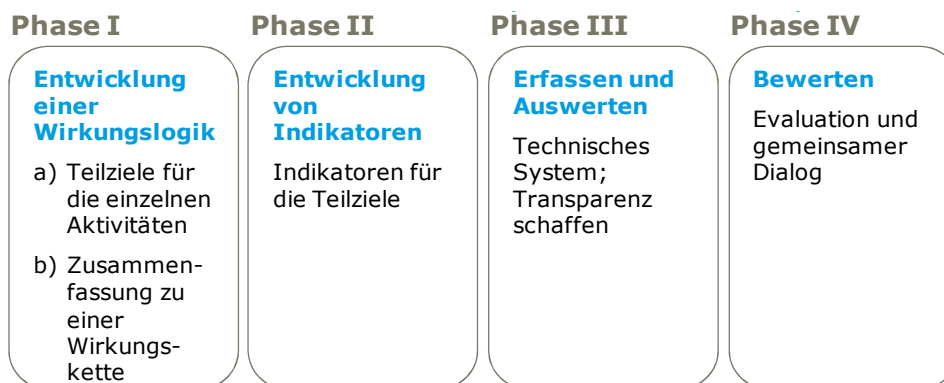 Phase I
Entwicklung
einer
Wirkungslogik
a) Teilziele für
die einzelnen
Aktivitäten
b) Zusammen-
fassung zu
einer
Wirkungs-
kette
Phase II
Entwicklung
von
Indikatoren
Indikatoren für
die Teilziele
Phase III
Erfassen und
Auswerten
Technisches
System;
Transparenz
schaffen
Phase IV
Bewerten
Evaluation und
gemeinsamer
Dialog